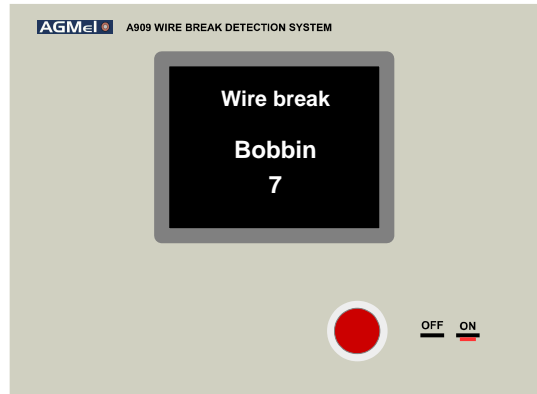 AGMel A909 WIRE BREAK DETECTION SYSTEM
Wire break
Bobbin
7
OFF ON